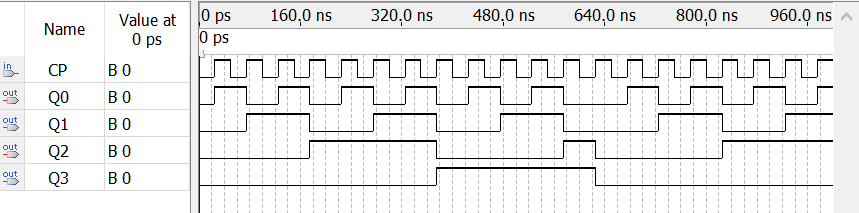 Name Value at 0 ps
0 ps 160,0 ns 320,0 ns 480,0 ns 640,0 ns 800,0 ns 960,0 ns
0 ps
in CP B 0
out Q0 B 0
out Q1 B 0
out Q2 B 0
out Q3 B 0